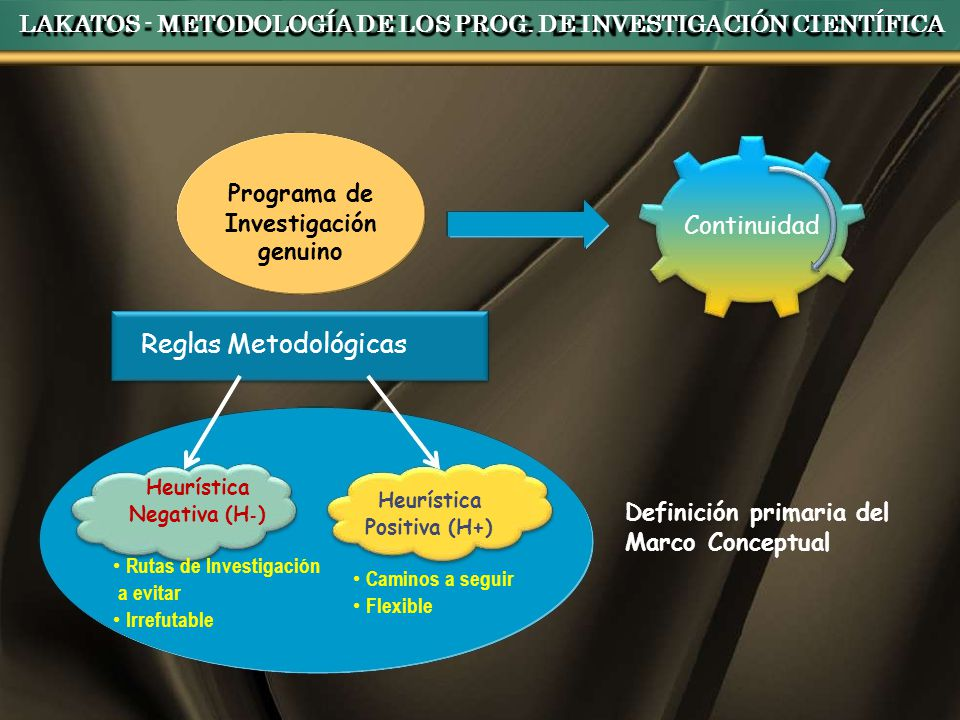 LAKATOS - METODOLOGÍA DE LOS PROG. DE INVESTIGACIÓN CIENTÍFICA
Programa de
Investigación
genuino
Continuidad
Reglas Metodológicas
Heurística
Negativa (H-)
Heurística
Positiva (H+)
• Rutas de Investigación
a evitar
• Irrefutable
• Caminos a seguir
• Flexible
Definición primaria del
Marco Conceptual